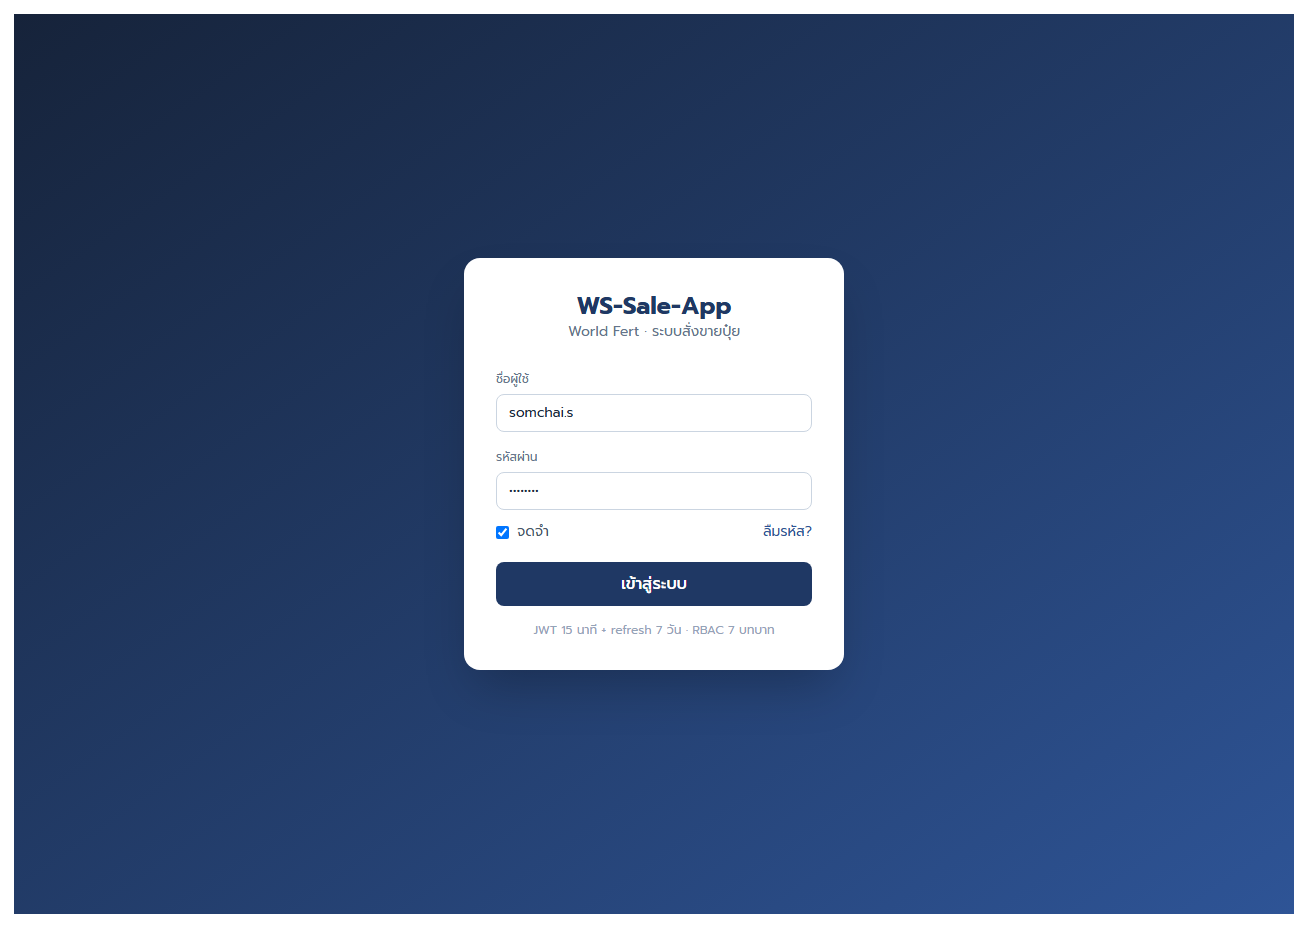 WS-Sale-App
World Fert · ระบบสั่งขายปุ๋ย
ชื่อผู้ใช้
somchai.s
รหัสผ่าน
••••••••
จดจำ
ลืมรหัส?
เข้าสู่ระบบ
JWT 15 นาที + refresh 7 วัน · RBAC 7 บทบาท